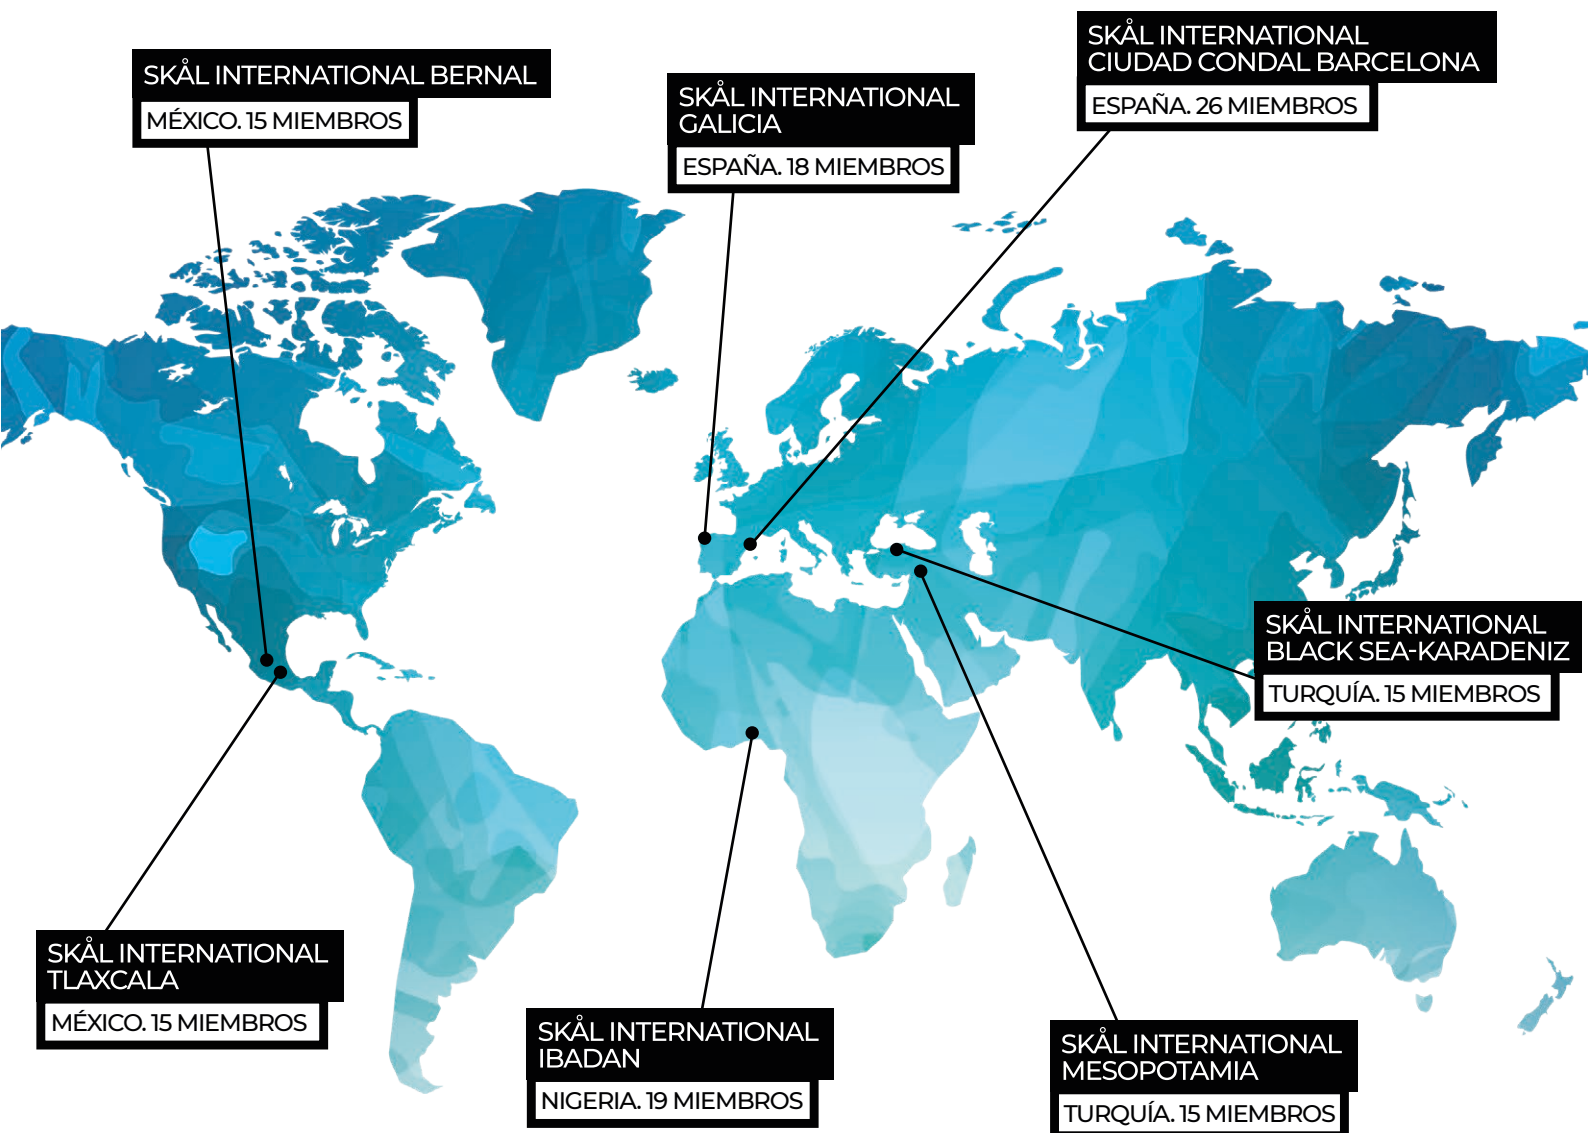 SKÅL INTERNATIONAL BERNAL
MÉXICO. 15 MIEMBROS
SKÅL INTERNATIONAL
GALICIA
ESPAÑA. 18 MIEMBROS
SKÅL INTERNATIONAL
CIUDAD CONDAL BARCELONA
ESPAÑA. 26 MIEMBROS
SKÅL INTERNATIONAL
BLACK SEA-KARADENIZ
TURQUÍA. 15 MIEMBROS
SKÅL INTERNATIONAL
TLAXCALA
MÉXICO. 15 MIEMBROS
SKÅL INTERNATIONAL
IBADAN
NIGERIA. 19 MIEMBROS
SKÅL INTERNATIONAL
MESOPOTAMIA
TURQUÍA. 15 MIEMBROS